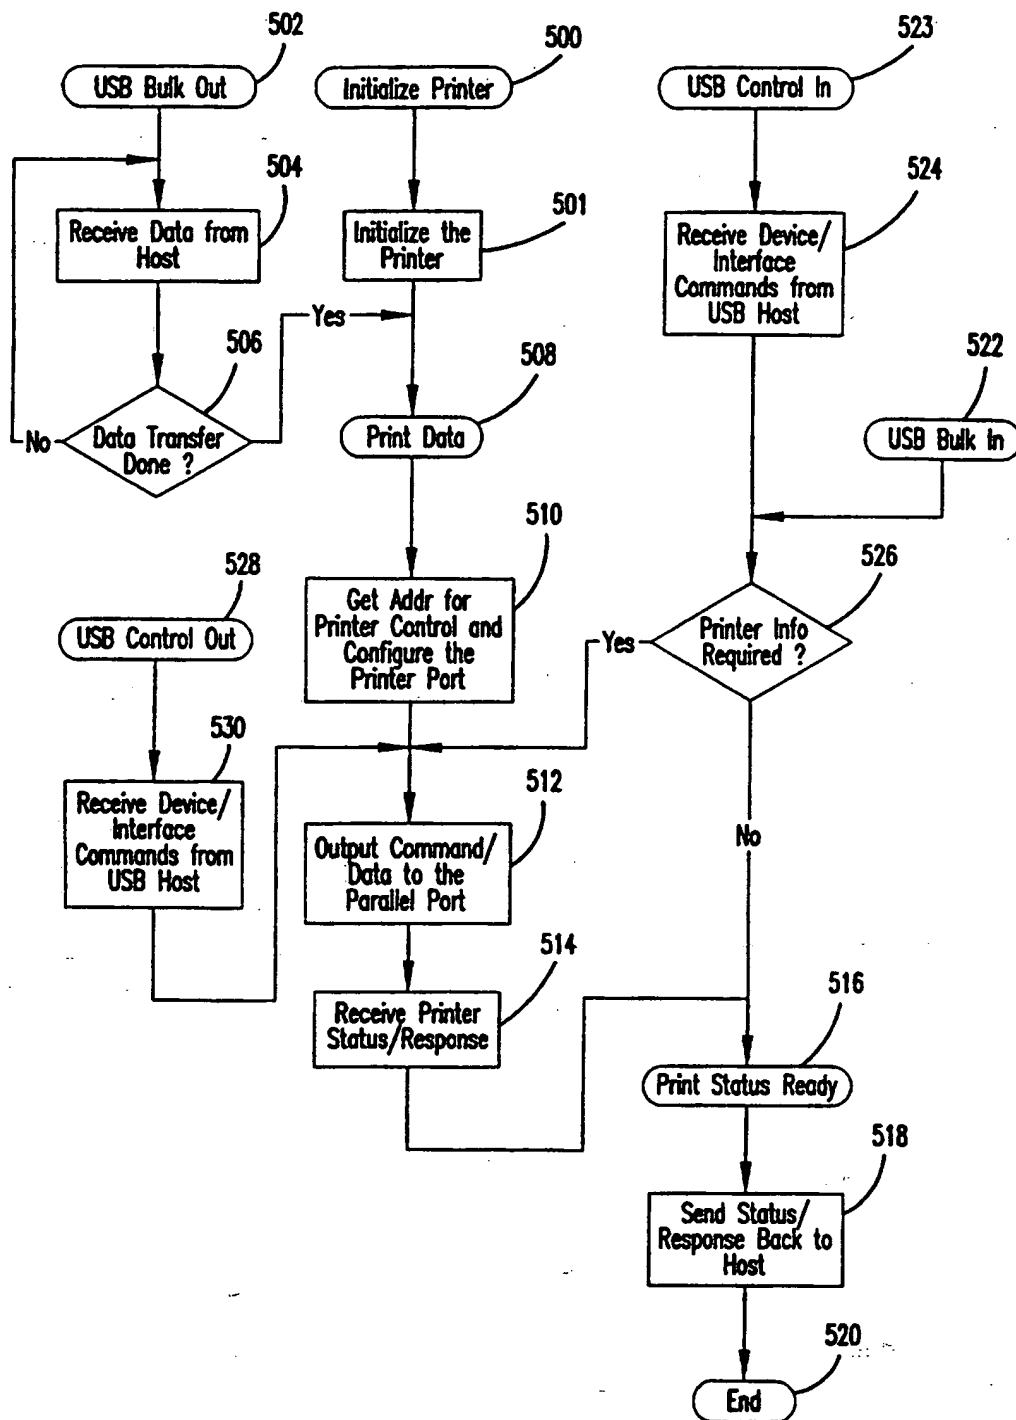 502
500
523
USB Bulk Out
Initialize Printer
USB Control In
504
501
524
Receive Data from
Host
Initialize the
Printer
Receive Device/
Interface
Commands from
USB Host
Yes
506
508
522
No
Data Transfer
Done ?
Print Data
USB Bulk In
510
526
528
Get Addr for
Printer Control and
Configure the
Printer Port
USB Control Out
Yes
Printer Info
Required ?
530
512
Receive Device/
Interface
Commands from
USB Host
Output Command/
Data to the
Parallel Port
No
514
516
Receive Printer
Status/Response
Print Status Ready
518
Send Status/
Response Back to
Host
520
End